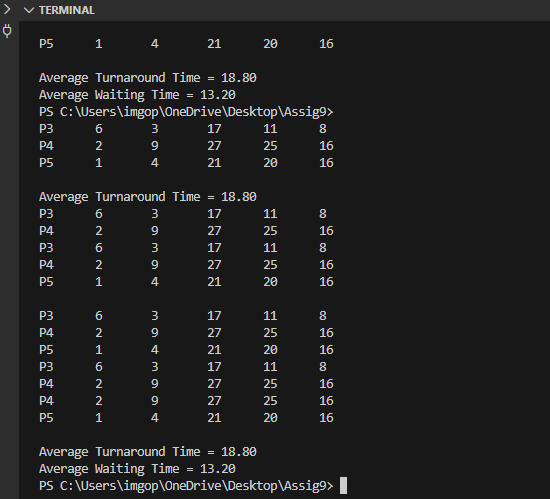 TERMINAL
P5 1 4 21 20 16
Average Turnaround Time = 18.80
Average Waiting Time = 13.20
PS C:\Users\imgop\OneDrive\Desktop\Assig9>
P3 6 3 17 11 8
P4 2 9 27 25 16
P5 1 4 21 20 16
Average Turnaround Time = 18.80
P3 6 3 17 11 8
P4 2 9 27 25 16
P3 6 3 17 11 8
P4 2 9 27 25 16
P5 1 4 21 20 16
P3 6 3 17 11 8
P4 2 9 27 25 16
P5 1 4 21 20 16
P3 6 3 17 11 8
P4 2 9 27 25 16
P4 2 9 27 25 16
P5 1 4 21 20 16
Average Turnaround Time = 18.80
Average Waiting Time = 13.20
PS C:\Users\imgop\OneDrive\Desktop\Assig9>